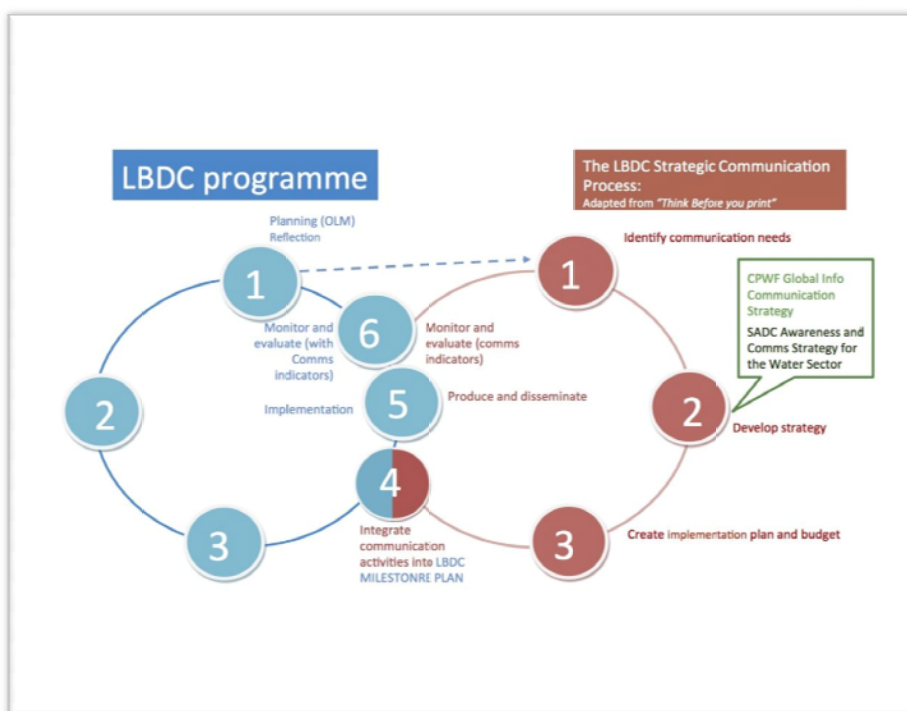 LBDC programme
The LBDC Strategic Communication
Process:
Adapted from "Think Before you print"
Planning (OLM)
Reflection
Identify communication needs
1
1
CPWF Global Info
Communication
Strategy
SADC Awareness and
Comms Strategy for
the Water Sector
6
Monitor and
evaluate (with
Comms
indicators)
Monitor and
evaluate (comms
indicators)
2
5
2
Implementation
Produce and disseminate
Develop strategy
4
3
3
Integrate
communication
activities into LBDC
MILESTONRE PLAN
Create implementation plan and budget